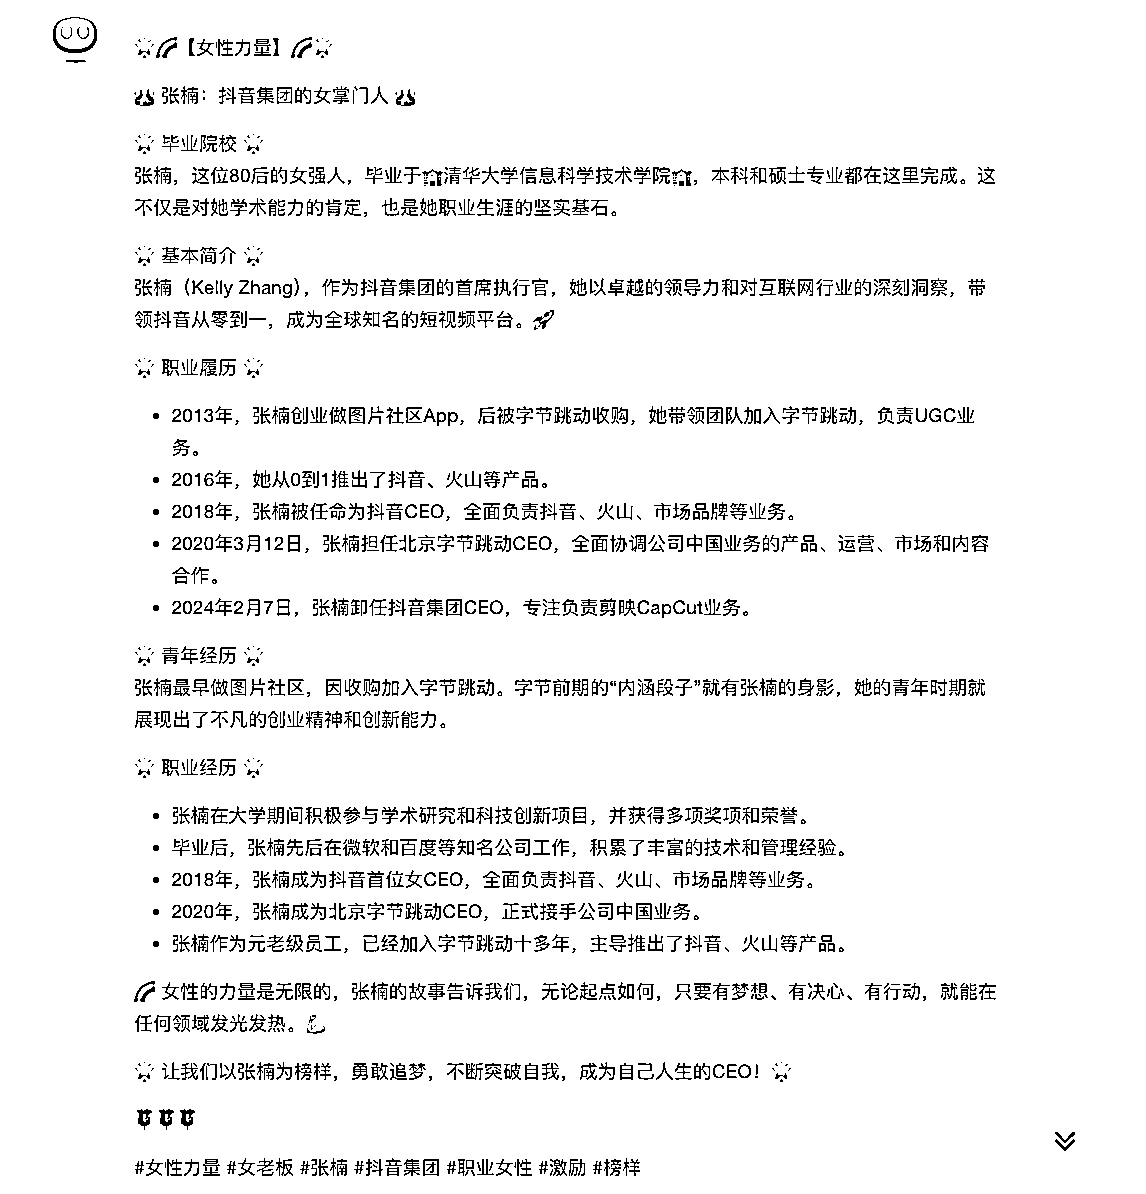 【女性力量】
张楠：抖音集团的女掌门人
毕业院校
张楠，这位80后的女强人，毕业于清华大学信息科学技术学院，本科和硕士专业都在这里完成。这
不仅是对她学术能力的肯定，也是她职业生涯的坚实基石。
基本简介
张楠（Kelly Zhang），作为抖音集团的首席执行官，她以卓越的领导力和对互联网行业的深刻洞察，带
领抖音从零到一，成为全球知名的短视频平台。
职业履历
• 2013年，张楠创业做图片社区App，后被字节跳动收购，她带领团队加入字节跳动，负责UGC业
务。
• 2016年，她从0到1推出了抖音、火山等产品。
• 2018年，张楠被任命为抖音CEO，全面负责抖音、火山、市场品牌等业务。
• 2020年3月12日，张楠担任北京字节跳动CEO，全面协调公司中国业务的产品、运营、市场和内容
合作。
• 2024年2月7日，张楠卸任抖音集团CEO，专注负责剪映CapCut业务。
青年经历
张楠最早做图片社区，因收购加入字节跳动。字节前期的“内涵段子”就有张楠的身影，她的青年时期就
展现出了不凡的创业精神和创新能力。
职业经历
• 张楠在大学期间积极参与学术研究和科技创新项目，并获得多项奖项和荣誉。
• 毕业后，张楠先后在微软和百度等知名公司工作，积累了丰富的技术和管理经验。
• 2018年，张楠成为抖音首位女CEO，全面负责抖音、火山、市场品牌等业务。
• 2020年，张楠成为北京字节跳动CEO，正式接手公司中国业务。
• 张楠作为元老级员工，已经加入字节跳动十多年，主导推出了抖音、火山等产品。
女性的力量是无限的，张楠的故事告诉我们，无论起点如何，只要有梦想、有决心、有行动，就能在
任何领域发光发热。
让我们以张楠为榜样，勇敢追梦，不断突破自我，成为自己人生的CEO！
#女性力量 #女老板 #张楠 #抖音集团 #职业女性 #激励 #榜样